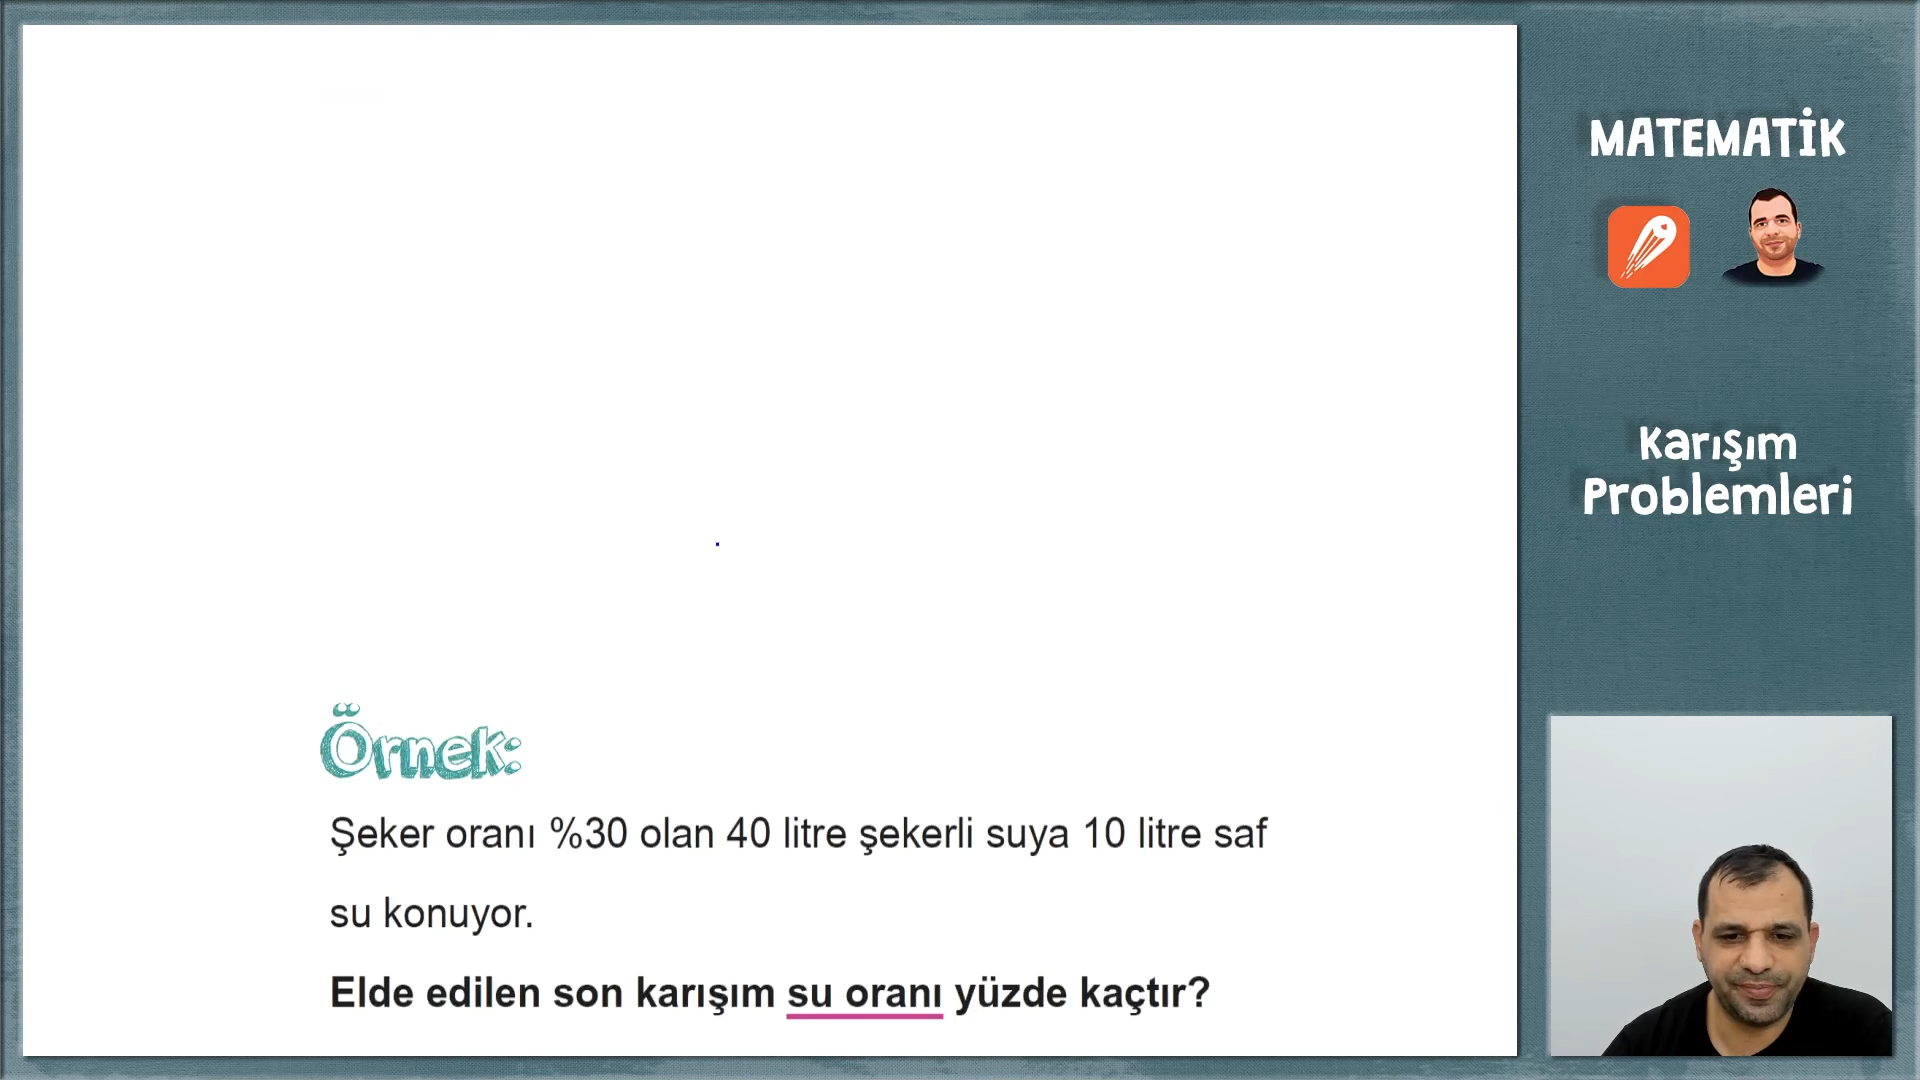 MATEMATİK
Karışım
Problemleri
Örnek:
Şeker oranı %30 olan 40 litre şekerli suya 10 litre saf
su konuyor.
Elde edilen son karışım su oranı yüzde kaçtır?